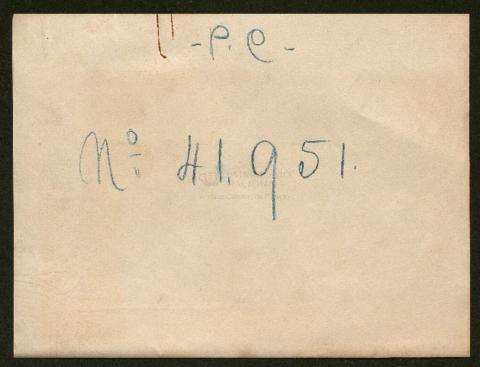 - P. C -
Nº 41.951.